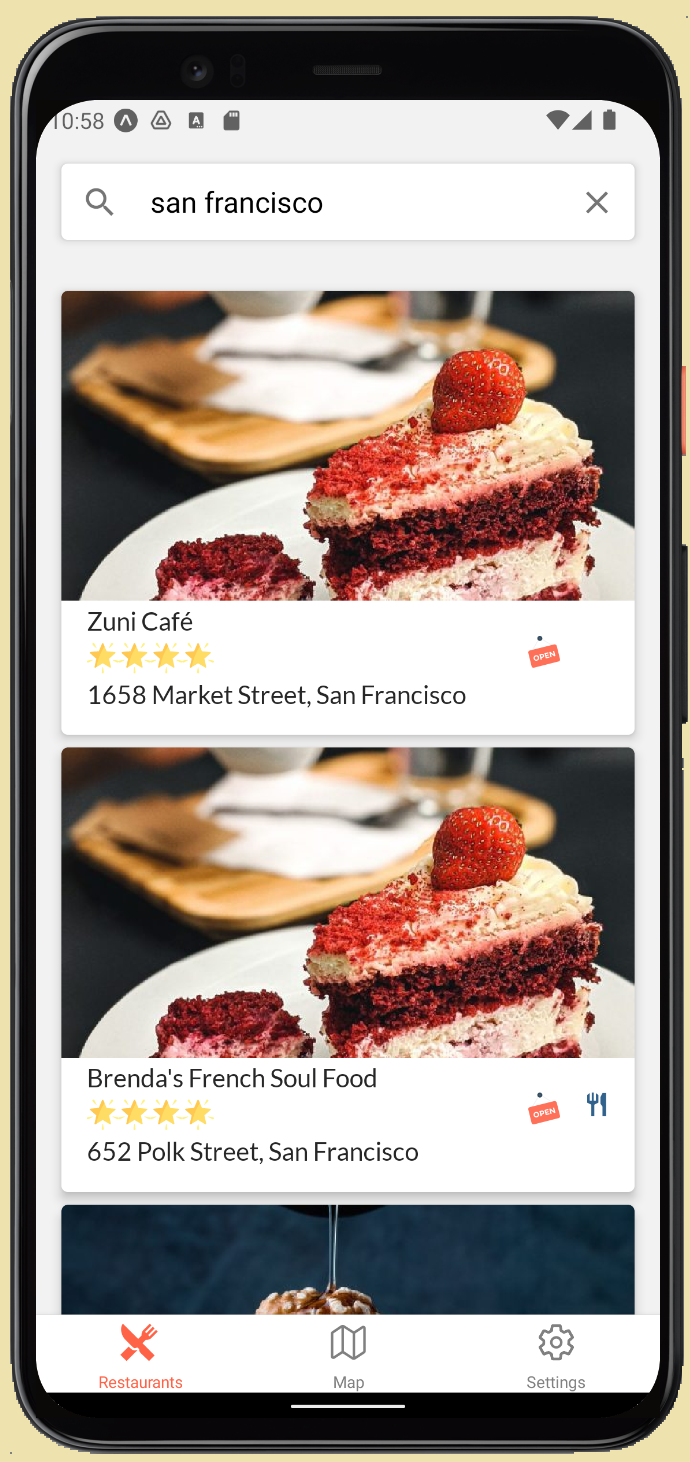 10:58
san francisco
Zuni Café
OPEN
1658 Market Street, San Francisco
Brenda's French Soul Food
OPEN
652 Polk Street, San Francisco
Restaurants
Map
Settings